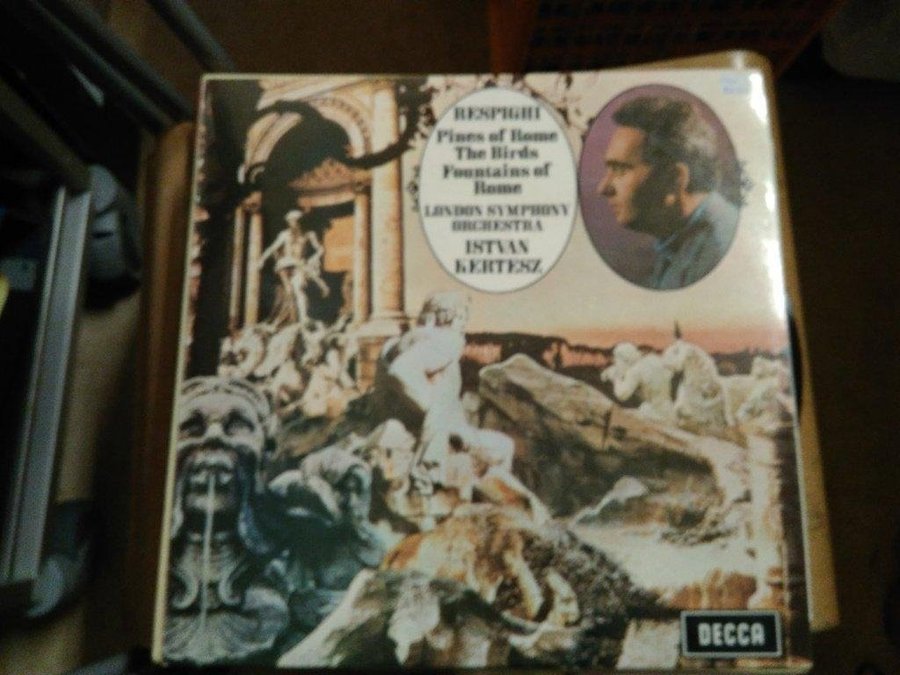 RESPIGHI
Pines of Rome
The Birds
Fountains of
Rome
LONDON SYMPHONY
ORCHESTRA
ISTVAN
KERTESZ
DECCA